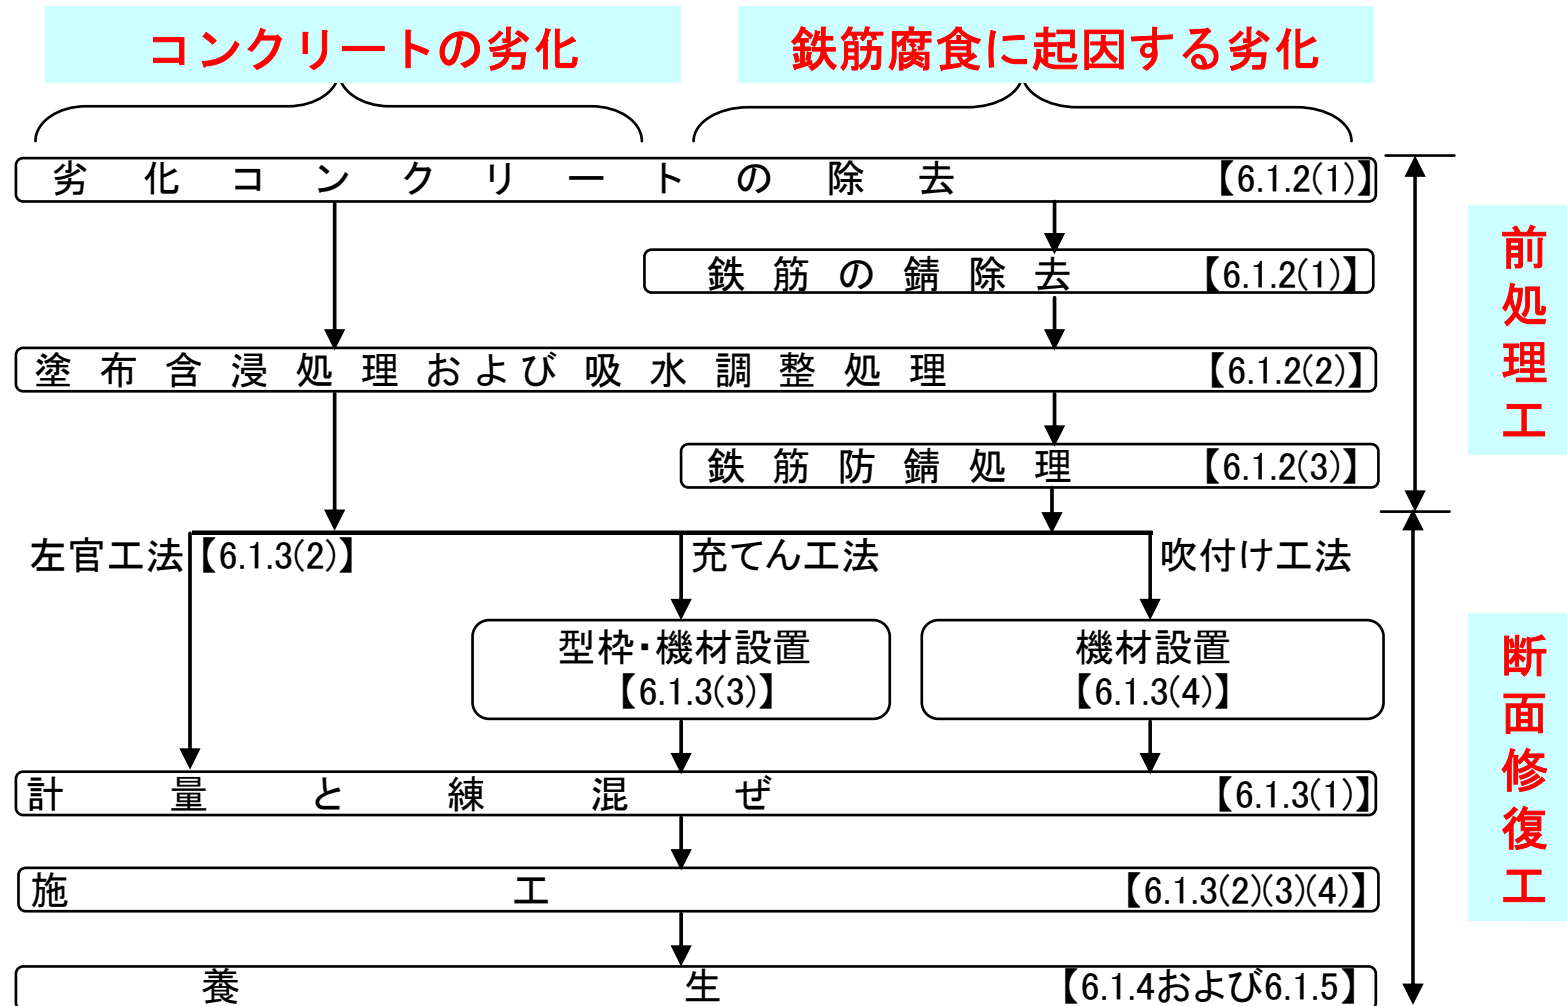 コンクリートの劣化
鉄筋腐食に起因する劣化
劣化コンクリートの除去 【6.1.2(1)】
鉄筋の錆除去 【6.1.2(1)】
塗布含浸処理および吸水調整処理 【6.1.2(2)】
鉄筋防錆処理 【6.1.2(3)】
前処理工
左官工法【6.1.3(2)】
充てん工法
吹付け工法
型枠・機材設置
【6.1.3(3)】
機材設置
【6.1.3(4)】
計量と練混ぜ 【6.1.3(1)】
施工 【6.1.3(2)(3)(4)】
養生 【6.1.4および6.1.5】
断面修復工